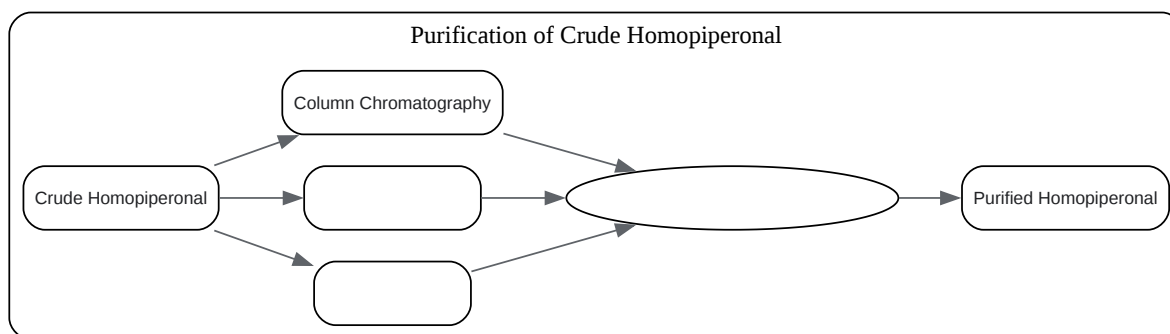 Purification of Crude Homopiperonal
Column Chromatography
Crude Homopiperonal
Purified Homopiperonal